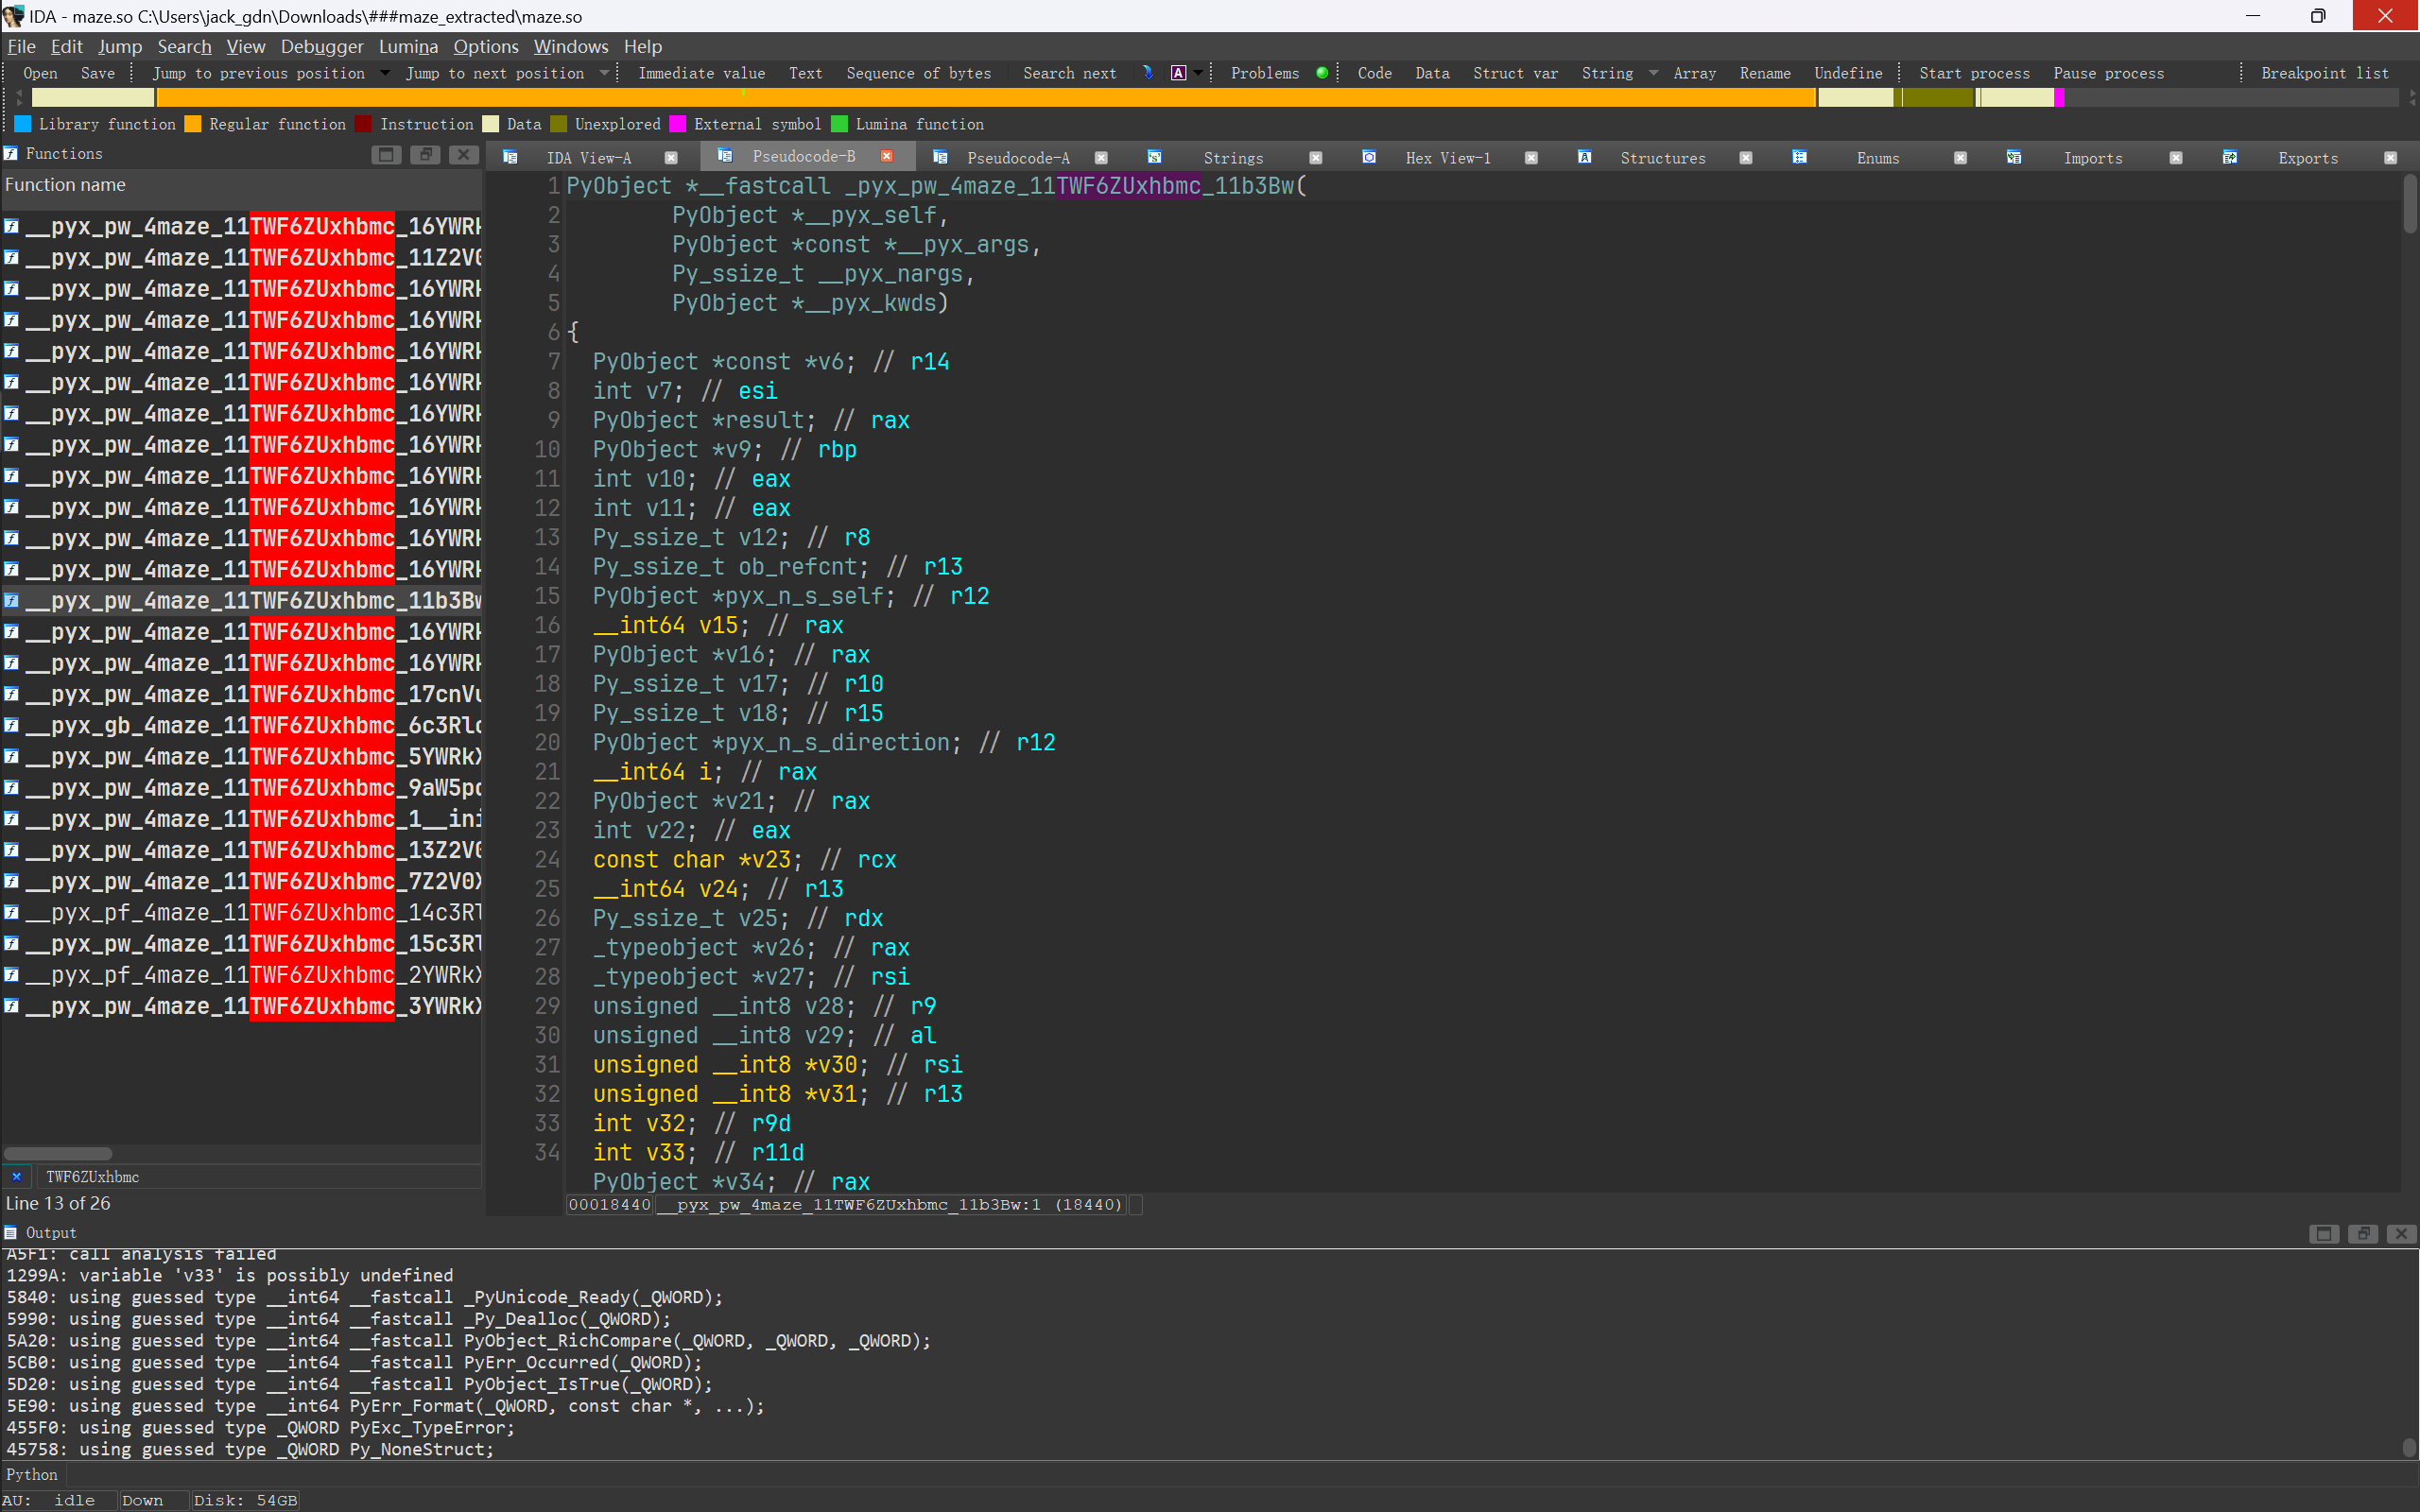 IDA - maze.so C:\Users\jack_gdn\Downloads\###maze_extracted\maze.so
File Edit Jump Search View Debugger Lumina Options Windows Help
Open Save Jump to previous position Jump to next position Immediate value Text Sequence of bytes Search next A Problems Code Data Struct var String Array Rename Undefine Start process Pause process Breakpoint list
Library function Regular function Instruction Data Unexplored External symbol Lumina function
Functions
IDA View-A Pseudocode-B Pseudocode-A Strings Hex View-1 Structures Enums Imports Exports
Function name
__pyx_pw_4maze_11TWF6ZUxhbmc_16YWRk
__pyx_pw_4maze_11TWF6ZUxhbmc_11Z2V0
__pyx_pw_4maze_11TWF6ZUxhbmc_16YWRk
__pyx_pw_4maze_11TWF6ZUxhbmc_16YWRk
__pyx_pw_4maze_11TWF6ZUxhbmc_16YWRk
__pyx_pw_4maze_11TWF6ZUxhbmc_16YWRk
__pyx_pw_4maze_11TWF6ZUxhbmc_16YWRk
__pyx_pw_4maze_11TWF6ZUxhbmc_16YWRk
__pyx_pw_4maze_11TWF6ZUxhbmc_16YWRk
__pyx_pw_4maze_11TWF6ZUxhbmc_16YWRk
__pyx_pw_4maze_11TWF6ZUxhbmc_16YWRk
__pyx_pw_4maze_11TWF6ZUxhbmc_16YWRk
__pyx_pw_4maze_11TWF6ZUxhbmc_11b3Bw
__pyx_pw_4maze_11TWF6ZUxhbmc_16YWRk
__pyx_pw_4maze_11TWF6ZUxhbmc_16YWRk
__pyx_pw_4maze_11TWF6ZUxhbmc_17cnVu
__pyx_gb_4maze_11TWF6ZUxhbmc_6c3Rlc
__pyx_pw_4maze_11TWF6ZUxhbmc_5YWRkX
__pyx_pw_4maze_11TWF6ZUxhbmc_9aW5pd
__pyx_pw_4maze_11TWF6ZUxhbmc_1__ini
__pyx_pw_4maze_11TWF6ZUxhbmc_13Z2V0
__pyx_pw_4maze_11TWF6ZUxhbmc_7Z2V0X
__pyx_pf_4maze_11TWF6ZUxhbmc_14c3Rl
__pyx_pw_4maze_11TWF6ZUxhbmc_15c3Rl
__pyx_pf_4maze_11TWF6ZUxhbmc_2YWRkX
__pyx_pw_4maze_11TWF6ZUxhbmc_3YWRkX
TWF6ZUxhbmc
Line 13 of 26
1 PyObject *__fastcall _pyx_pw_4maze_11TWF6ZUxhbmc_11b3Bw(
2 PyObject *__pyx_self,
3 PyObject *const *__pyx_args,
4 Py_ssize_t __pyx_nargs,
5 PyObject *__pyx_kwds)
6 {
7 PyObject *const *v6; // r14
8 int v7; // esi
9 PyObject *result; // rax
10 PyObject *v9; // rbp
11 int v10; // eax
12 int v11; // eax
13 Py_ssize_t v12; // r8
14 Py_ssize_t ob_refcnt; // r13
15 PyObject *pyx_n_s_self; // r12
16 __int64 v15; // rax
17 PyObject *v16; // rax
18 Py_ssize_t v17; // r10
19 Py_ssize_t v18; // r15
20 PyObject *pyx_n_s_direction; // r12
21 __int64 i; // rax
22 PyObject *v21; // rax
23 int v22; // eax
24 const char *v23; // rcx
25 __int64 v24; // r13
26 Py_ssize_t v25; // rdx
27 _typeobject *v26; // rax
28 _typeobject *v27; // rsi
29 unsigned __int8 v28; // r9
30 unsigned __int8 v29; // al
31 unsigned __int8 *v30; // rsi
32 unsigned __int8 *v31; // r13
33 int v32; // r9d
34 int v33; // r11d
PyObject *v34; // rax
00018440 __pyx_pw_4maze_11TWF6ZUxhbmc_11b3Bw:1 (18440)
Output
A5F1: call analysis failed
1299A: variable 'v33' is possibly undefined
5840: using guessed type __int64 __fastcall _PyUnicode_Ready(_QWORD);
5990: using guessed type __int64 __fastcall _Py_Dealloc(_QWORD);
5A20: using guessed type __int64 __fastcall PyObject_RichCompare(_QWORD, _QWORD, _QWORD);
5CB0: using guessed type __int64 __fastcall PyErr_Occurred(_QWORD);
5D20: using guessed type __int64 __fastcall PyObject_IsTrue(_QWORD);
5E90: using guessed type __int64 PyErr_Format(_QWORD, const char *, ...);
455F0: using guessed type _QWORD PyExc_TypeError;
45758: using guessed type _QWORD Py_NoneStruct;
Python
AU: idle Down Disk: 54GB